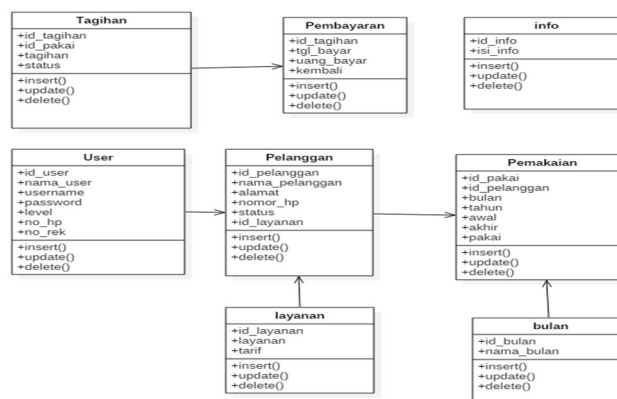 Tagihan
+id_tagihan
+id_pakai
+tagihan
+status
+insert()
+update()
+delete()
Pembayaran
+id_tagihan
+tgl_bayar
+uang_bayar
+kembali
+insert()
+update()
+delete()
info
+id_info
+isi_info
+insert()
+update()
+delete()
User
+id_user
+nama_user
+username
+password
+level
+no_hp
+no_rek
+insert()
+update()
+delete()
Pelanggan
+id_pelanggan
+nama_pelanggan
+alamat
+nomor_hp
+status
+id_layanan
+insert()
+update()
+delete()
Pemakaian
+id_pakai
+id_pelanggan
+bulan
+tahun
+awal
+akhir
+pakai
+insert()
+update()
+delete()
layanan
+id_layanan
+layanan
+tarif
+insert()
+update()
+delete()
bulan
+id_bulan
+nama_bulan
+insert()
+update()
+delete()